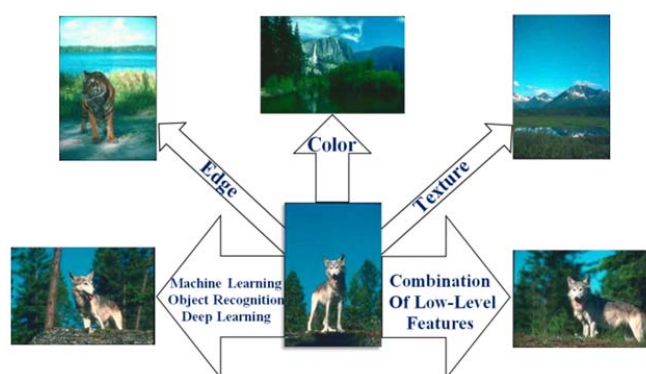 Color
Edge
Texture
Machine Learning
Object Recognition
Deep Learning
Combination
Of Low-Level
Features